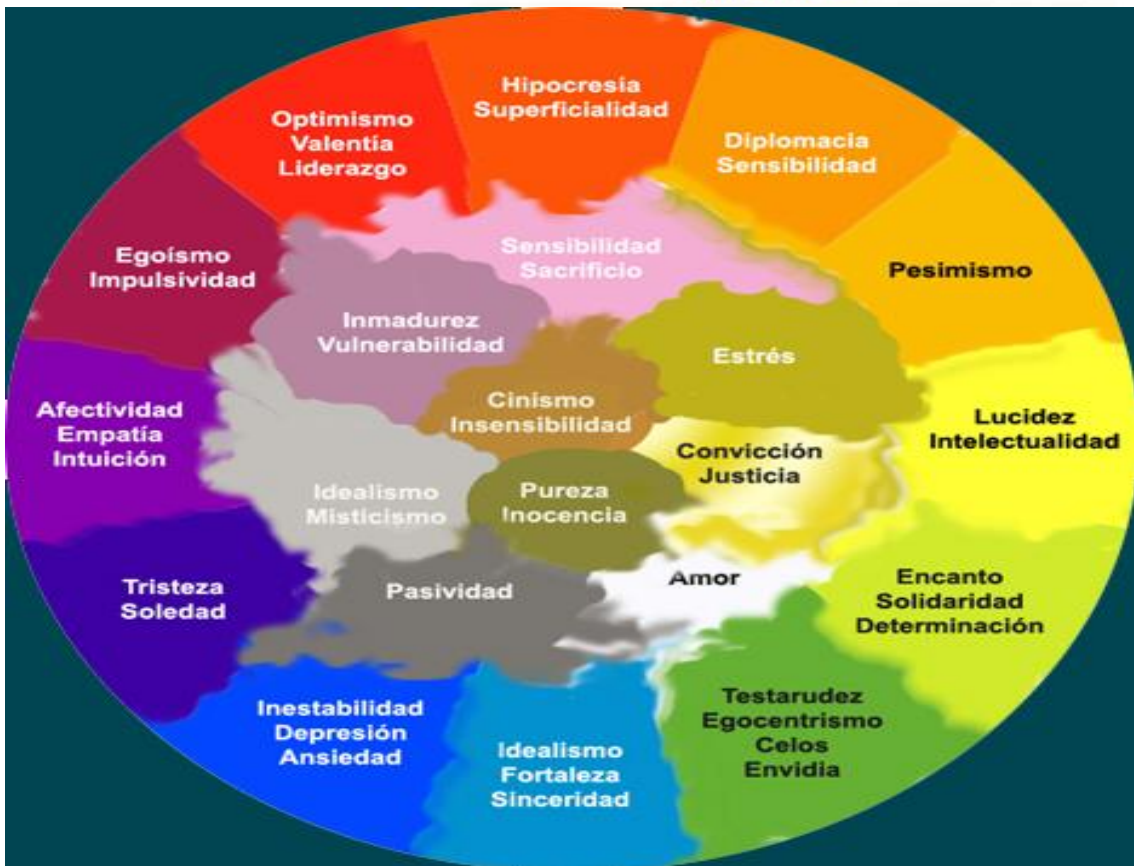 Hipocresia
Superficialidad
Optimismo
Valentía
Liderazgo
Diplomacia
Sensibilidad
Egoísmo
Impulsividad
Sensibilidad
Sacrificio
Pesimismo
Inmadurez
Vulnerabilidad
Estrés
Afectividad
Empatía
Intuición
Cinismo
Insensibilidad
Lucidez
Intelectualidad
Convicción
Justicia
Idealismo
Misticismo
Pureza
Inocencia
Tristeza
Soledad
Pasividad
Amor
Encanto
Solidaridad
Determinación
Inestabilidad
Depresión
Ansiedad
Idealismo
Fortaleza
Sinceridad
Testarudez
Egocentrismo
Celos
Envidia